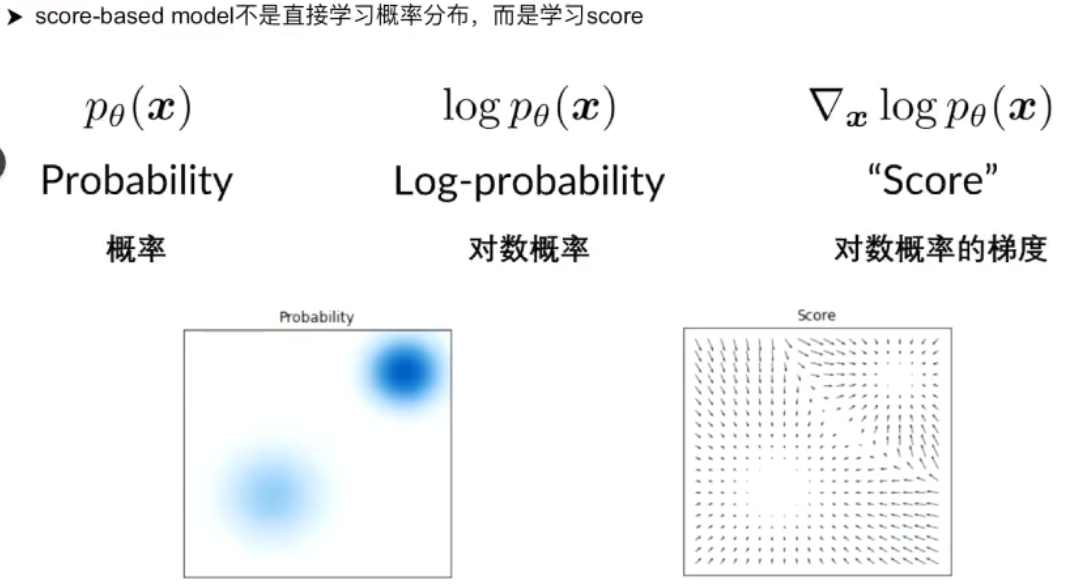 ➤ score-based model不是直接学习概率分布，而是学习score
pθ(x) log pθ(x) ∇x log pθ(x)
Probability Log-probability “Score”
概率 对数概率 对数概率的梯度
Probability Score